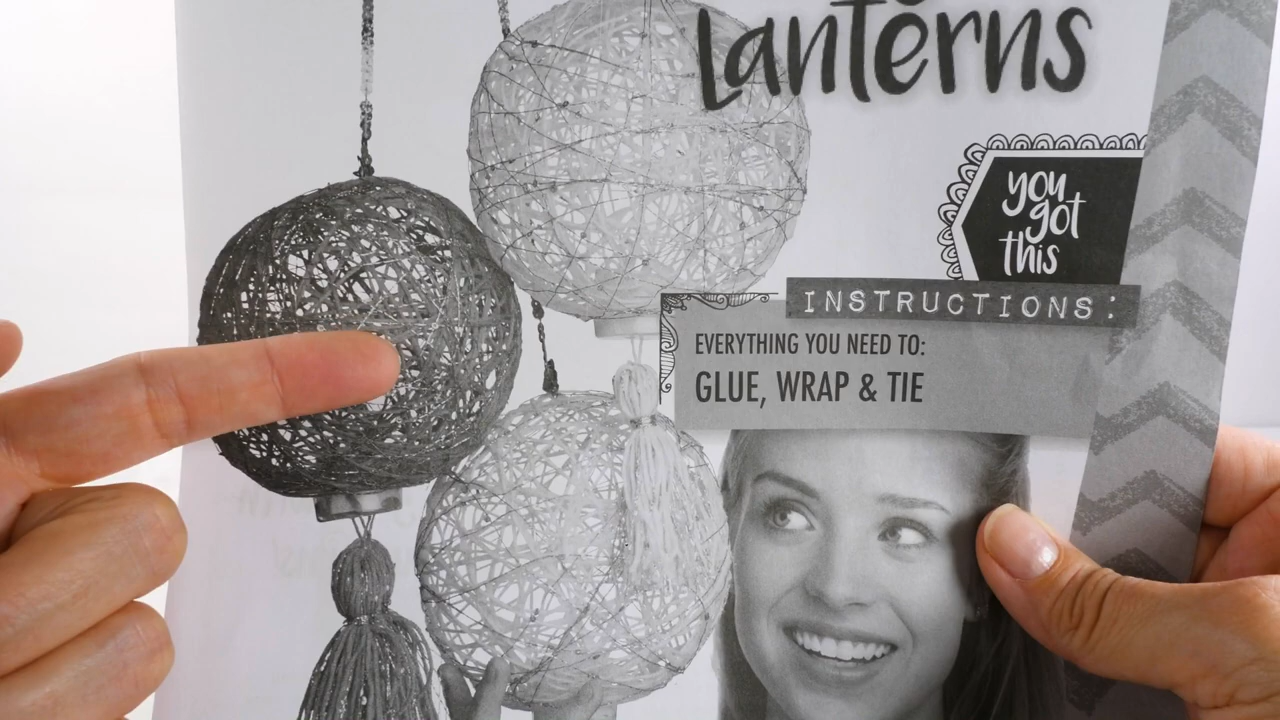 Lanterns
you
got
this
INSTRUCTIONS:
EVERYTHING YOU NEED TO:
GLUE, WRAP & TIE